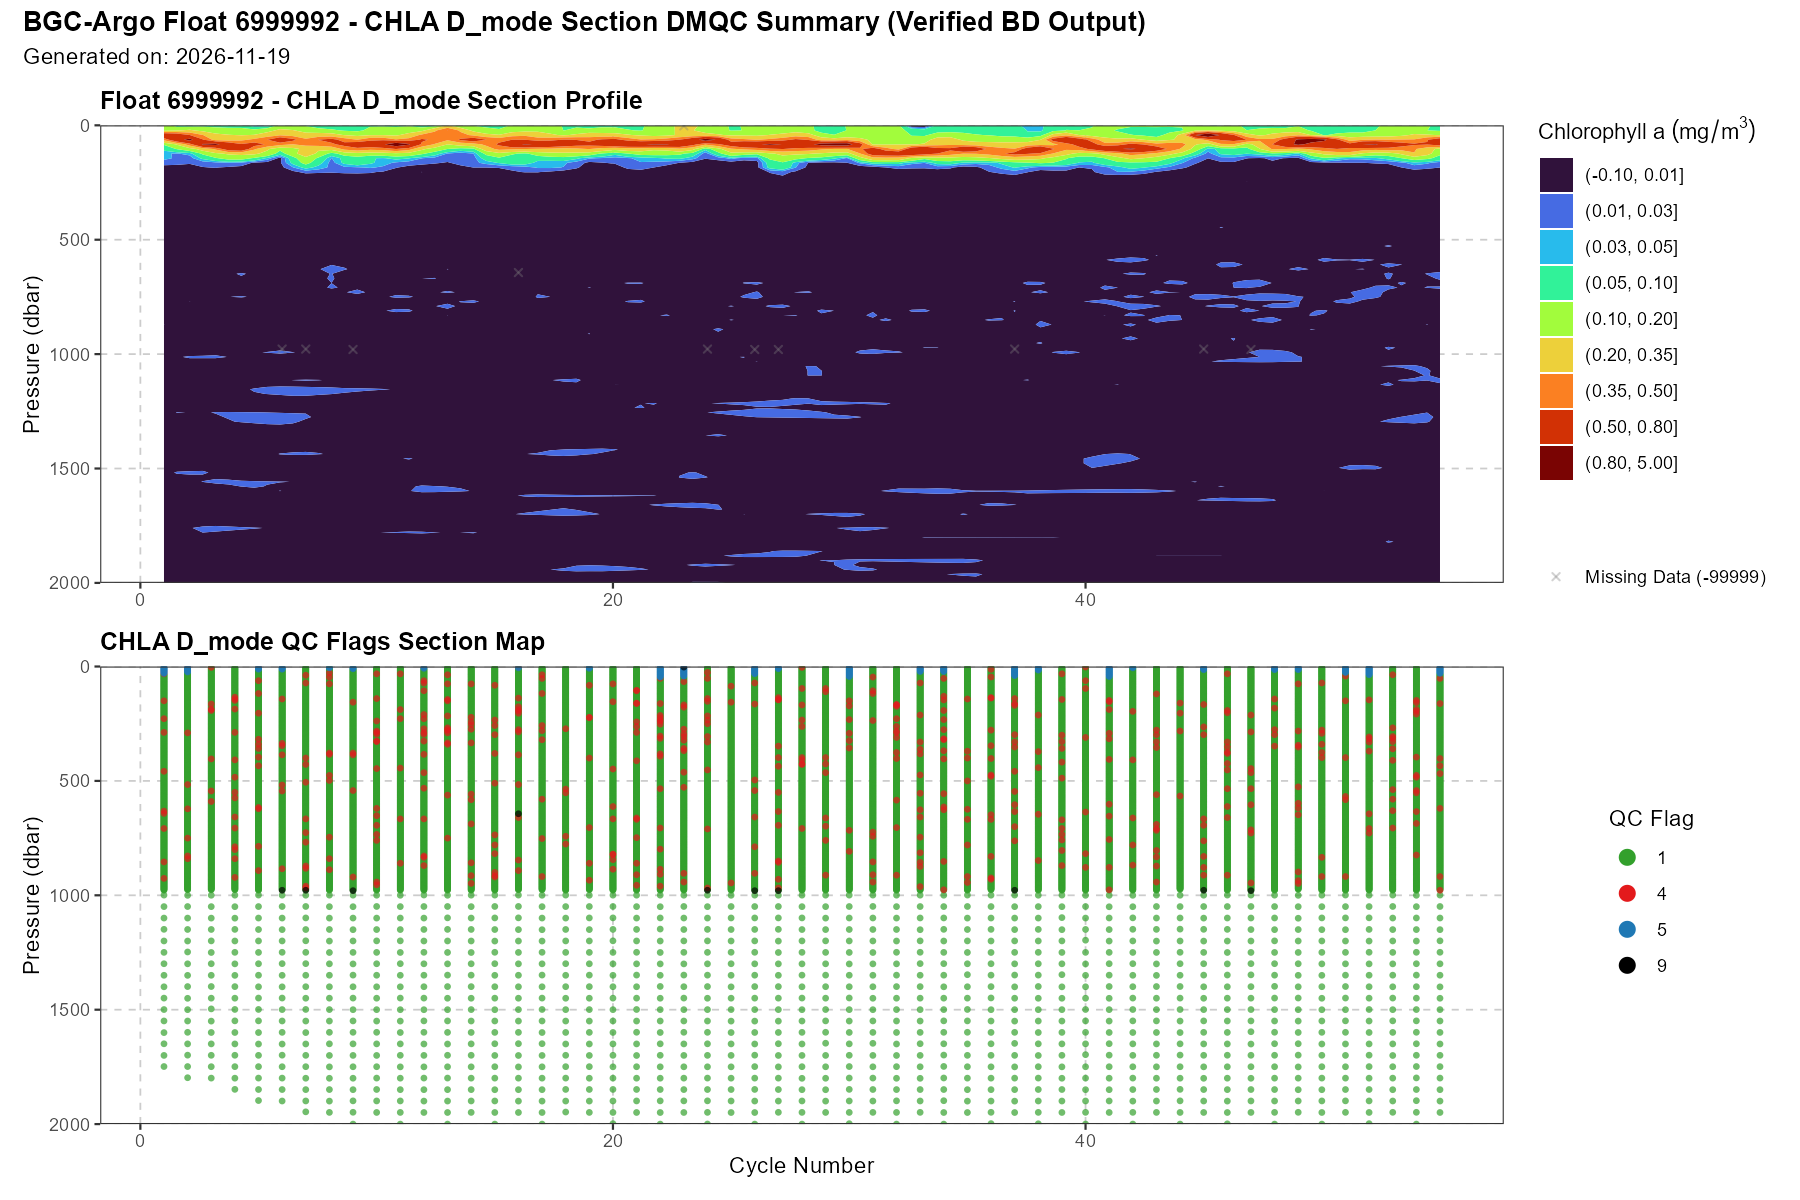 BGC-Argo Float 6999992 - CHLA D_mode Section DMQC Summary (Verified BD Output)
Generated on: 2026-11-19
Float 6999992 - CHLA D_mode Section Profile
Pressure (dbar)
0
500
1000
1500
2000
0
20
40
Chlorophyll a (mg/m³)
(-0.10, 0.01]
(0.01, 0.03]
(0.03, 0.05]
(0.05, 0.10]
(0.10, 0.20]
(0.20, 0.35]
(0.35, 0.50]
(0.50, 0.80]
(0.80, 5.00]
Missing Data (-99999)
CHLA D_mode QC Flags Section Map
Pressure (dbar)
0
500
1000
1500
2000
0
20
40
Cycle Number
QC Flag
1
4
5
9